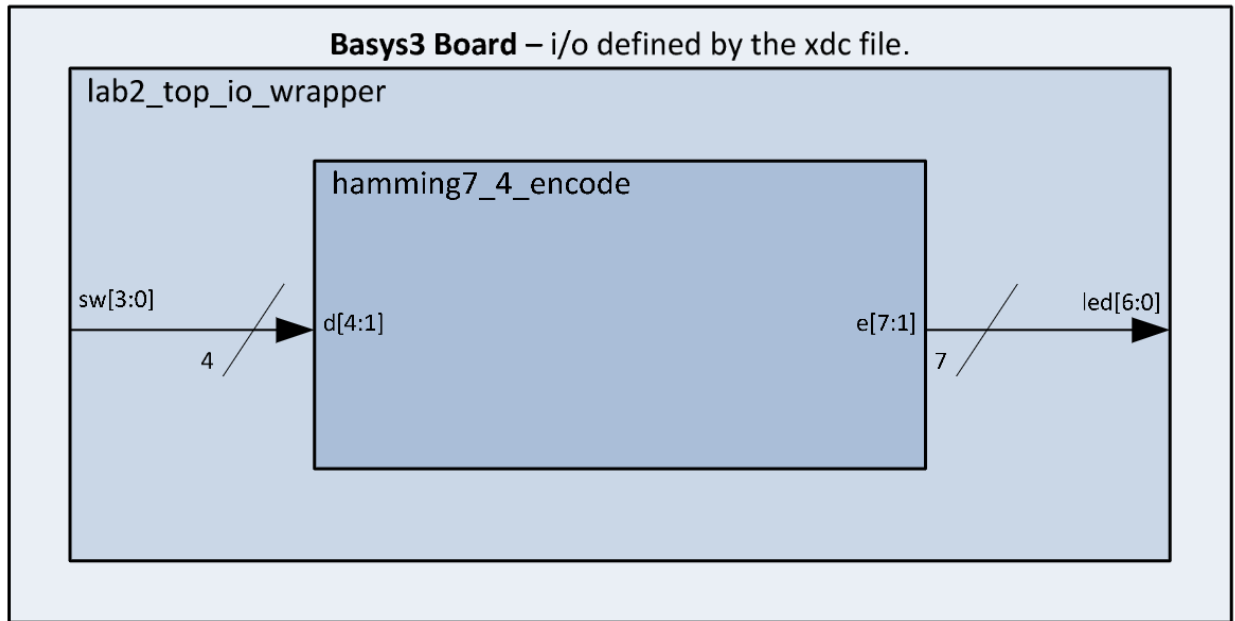 Basys3 Board – i/o defined by the xdc file.
lab2_top_io_wrapper
hamming7_4_encode
sw[3:0]
4
d[4:1]
e[7:1]
7
led[6:0]